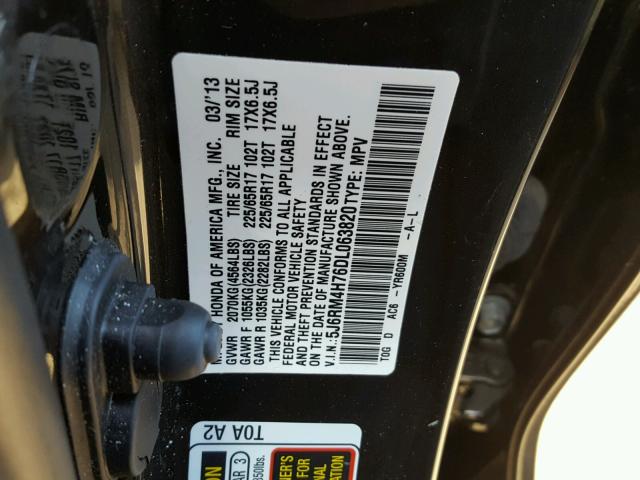 HONDA OF AMERICA MFG., INC. 03/'13
GVWR 2070KG(4564LBS) TIRE SIZE RIM SIZE
GAWR F 1055KG(2326LBS) 225/65R17 102T 17X6.5J
GAWR R 1035KG(2282LBS) 225/65R17 102T 17X6.5J
THIS VEHICLE CONFORMS TO ALL APPLICABLE
FEDERAL MOTOR VEHICLE SAFETY
AND THEFT PREVENTION STANDARDS IN EFFECT
ON THE DATE OF MANUFACTURE SHOWN ABOVE.
V.I.N.:5J6RM4H76DL063820 TYPE: MPV
T0G D AC6 -YR600M -A-L
T0A A2
AR 3
850lbs.